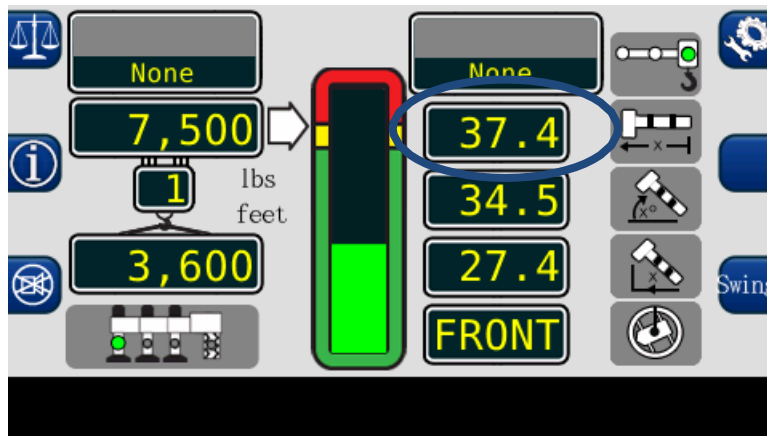 None
7,500
1
lbs
feet
3,600
None
37.4
x
34.5
x°
27.4
x
FRONT
i
Swing